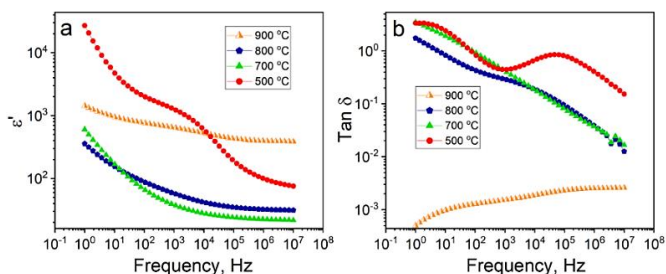 a
900 ºC
800 ºC
700 ºC
500 ºC
ε'
10⁴
10³
10²
10⁻¹ 10⁰ 10¹ 10² 10³ 10⁴ 10⁵ 10⁶ 10⁷ 10⁸
Frequency, Hz
b
900 ºC
800 ºC
700 ºC
500 ºC
Tan δ
10⁰
10⁻¹
10⁻²
10⁻³
10⁻¹ 10⁰ 10¹ 10² 10³ 10⁴ 10⁵ 10⁶ 10⁷ 10⁸
Frequency, Hz